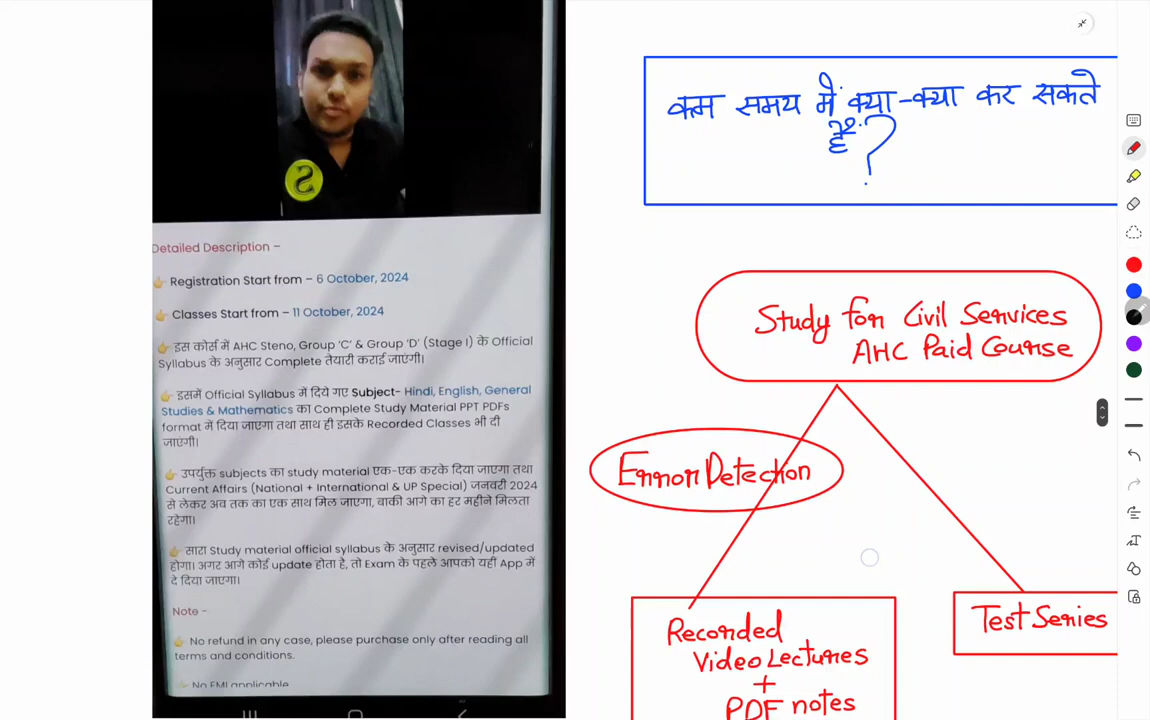 Detailed Description –
👉 Registration Start from – 6 October, 2024
👉 Classes Start from – 11 October, 2024
👉 इस कोर्स में AHC Steno, Group ‘C’ & Group ‘D’ (Stage I) के Official
Syllabus के अनुसार Complete तैयारी कराई जाएंगी।
👉 इसमें Official Syllabus में दिये गए Subject- Hindi, English, General
Studies & Mathematics का Complete Study Material PPT PDFs
format में दिया जाएगा तथा साथ ही इसके Recorded Classes भी दी
जाएंगी।
👉 उपर्युक्त subjects का study material एक-एक करके दिया जाएगा तथा
Current Affairs (National + International & UP Special) जनवरी 2024
से लेकर अब तक का एक साथ मिल जाएगा, बाकी आगे का हर महीने मिलता
रहेगा।
👉 सारा Study material official syllabus के अनुसार revised/updated
होगा। अगर आगे कोई update होता है, तो Exam के पहले आपको यहीं App में
दे दिया जाएगा।
Note -
👉 No refund in any case, please purchase only after reading all
terms and conditions.
👉 No EMI applicable
कम समय में क्या-क्या कर सकते
हैं?
Study for Civil Services
AHC Paid Course
Error Detection
Recorded
Video Lectures
+
PDF notes
Test Series